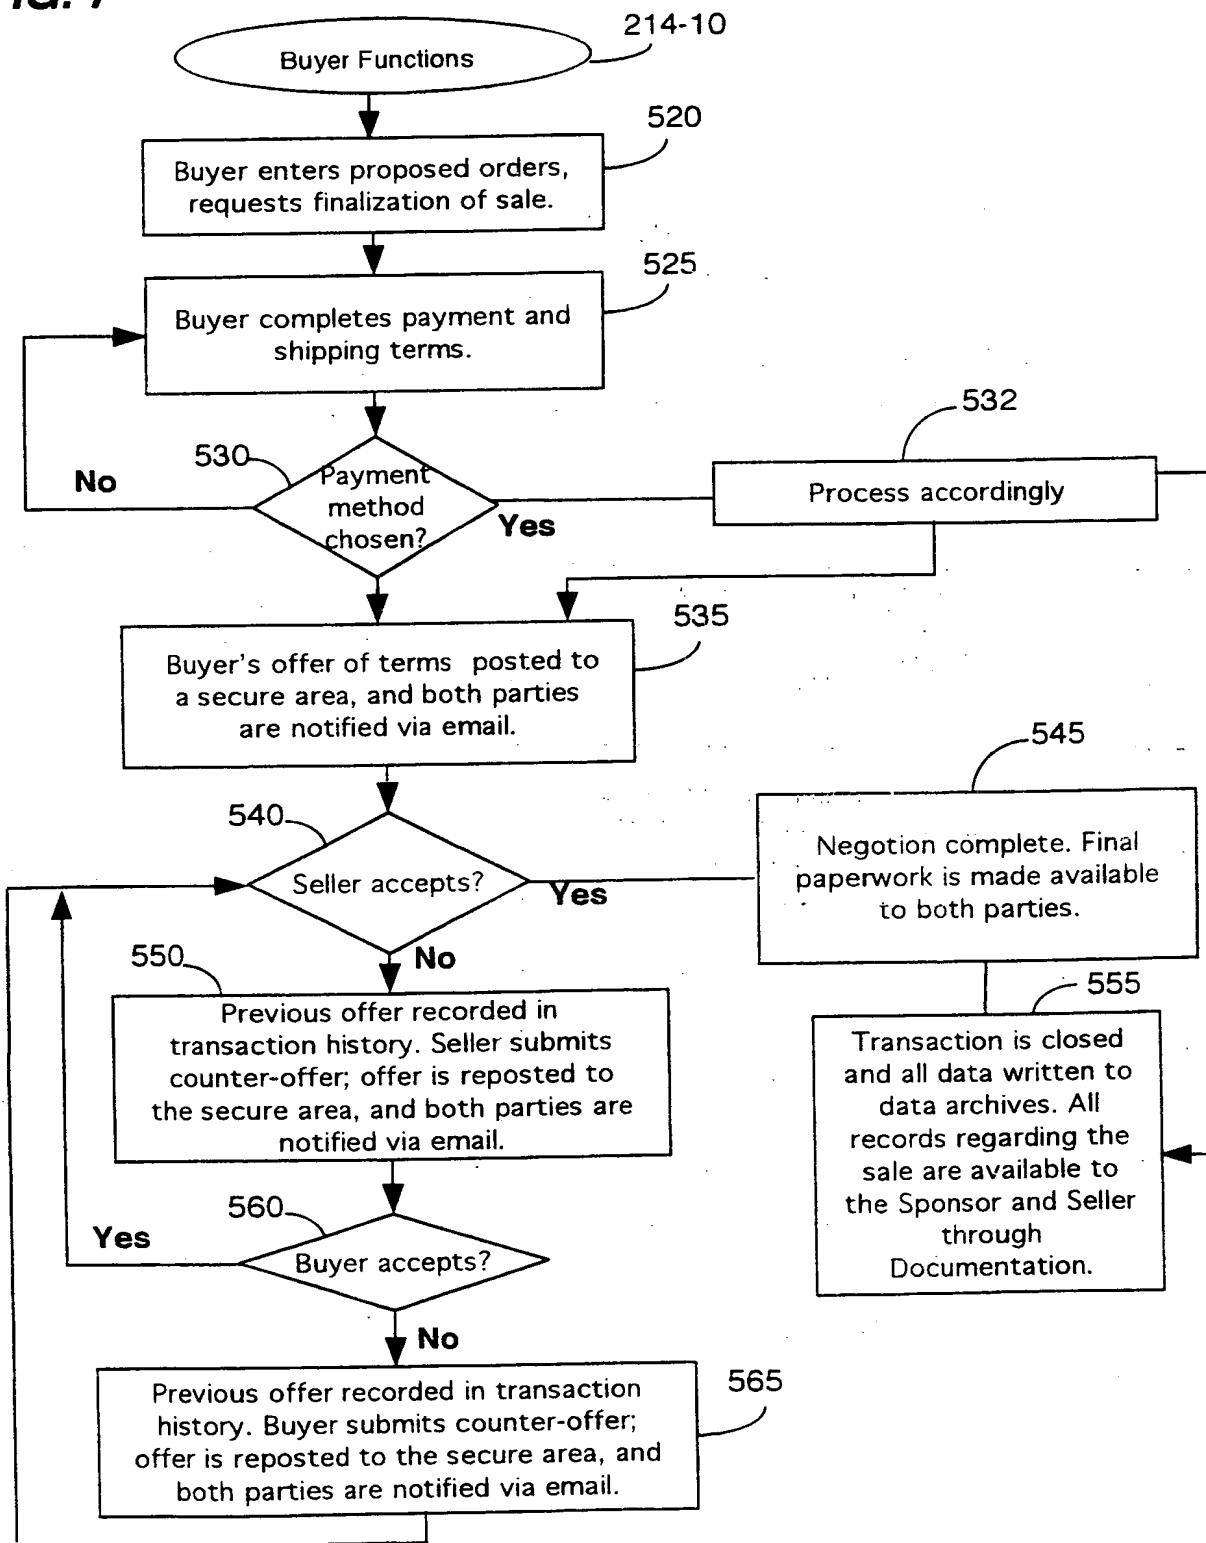 214-10
Buyer Functions
520
Buyer enters proposed orders,
requests finalization of sale.
525
Buyer completes payment and
shipping terms.
532
530
No
Payment
method
chosen?
Yes
Process accordingly
535
Buyer's offer of terms posted to
a secure area, and both parties
are notified via email.
545
540
Seller accepts?
Yes
Negotion complete. Final
paperwork is made available
to both parties.
No
550
Previous offer recorded in
transaction history. Seller submits
counter-offer; offer is reposted to
the secure area, and both parties are
notified via email.
555
Transaction is closed
and all data written to
data archives. All
records regarding the
sale are available to
the Sponsor and Seller
through
Documentation.
560
Yes
Buyer accepts?
No
565
Previous offer recorded in transaction
history. Buyer submits counter-offer;
offer is reposted to the secure area, and
both parties are notified via email.